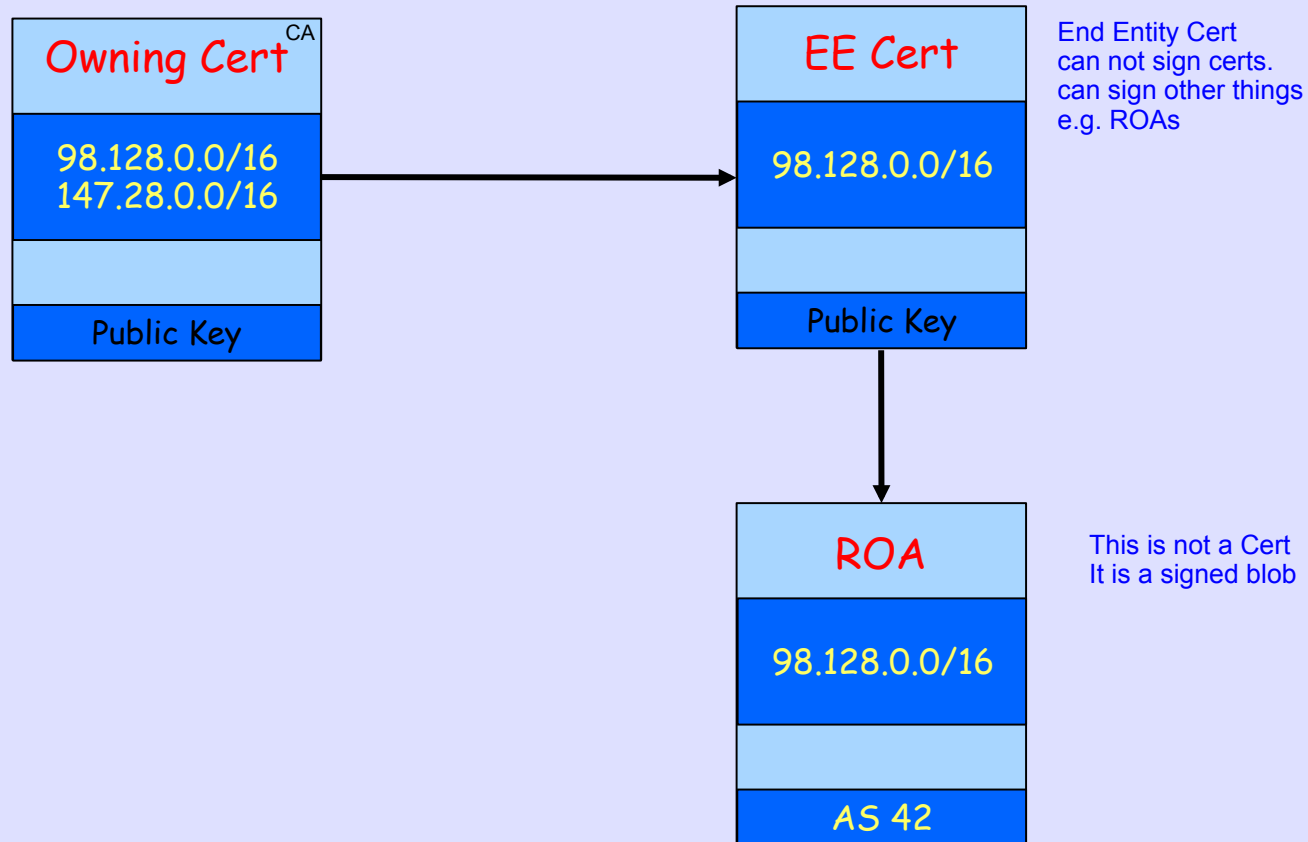 Owning Cert
CA
98.128.0.0/16
147.28.0.0/16
Public Key
EE Cert
98.128.0.0/16
Public Key
End Entity Cert
can not sign certs.
can sign other things
e.g. ROAs
ROA
98.128.0.0/16
AS 42
This is not a Cert
It is a signed blob